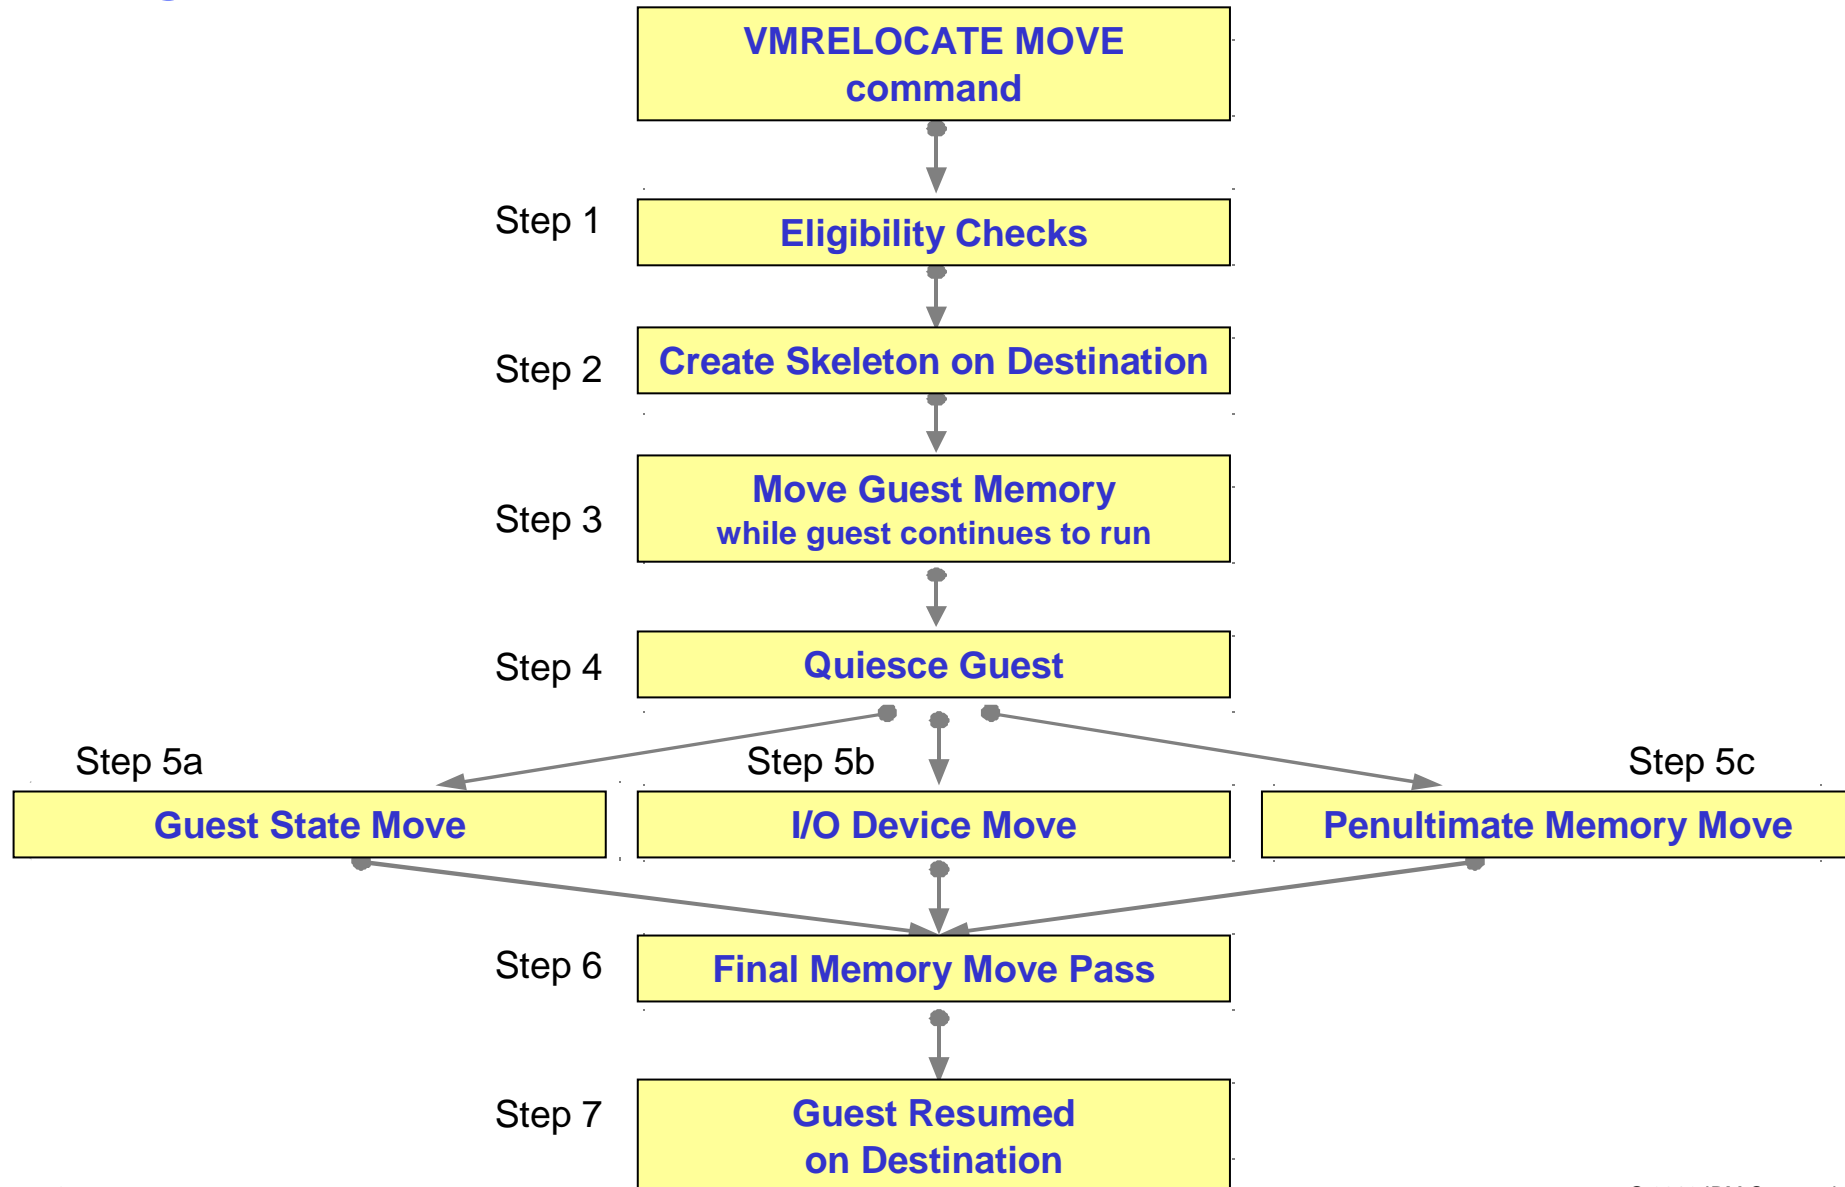 VMRELOCATE MOVE
command
Step 1
Eligibility Checks
Step 2
Create Skeleton on Destination
Step 3
Move Guest Memory
while guest continues to run
Step 4
Quiesce Guest
Step 5a
Step 5b
Step 5c
Guest State Move
I/O Device Move
Penultimate Memory Move
Step 6
Final Memory Move Pass
Step 7
Guest Resumed
on Destination